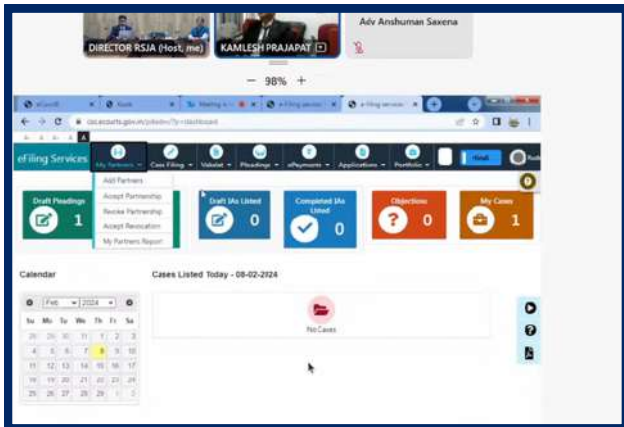 DIRECTOR RSJA (Host, me)
KAMLESH PRAJAPAT
Adv Anshuman Saxena
− 98% +
eFiling Services
My Partners
Case Filing
Vakalat
Pleadings
ePayments
Applications
Portfolio
Add Partners
Accept Partnership
Revoke Partnership
Accept Revocation
My Partners Report
Draft Pleadings
1
Draft IAs Listed
0
Completed IAs Listed
0
Objections
0
My Cases
1
Calendar
Cases Listed Today - 08-02-2024
No Cases
Feb 2024
Su Mo Tu We Th Fr Sa
28 29 30 31 1 2 3
4 5 6 7 8 9 10
11 12 13 14 15 16 17
18 19 20 21 22 23 24
25 26 27 28 29 1 2